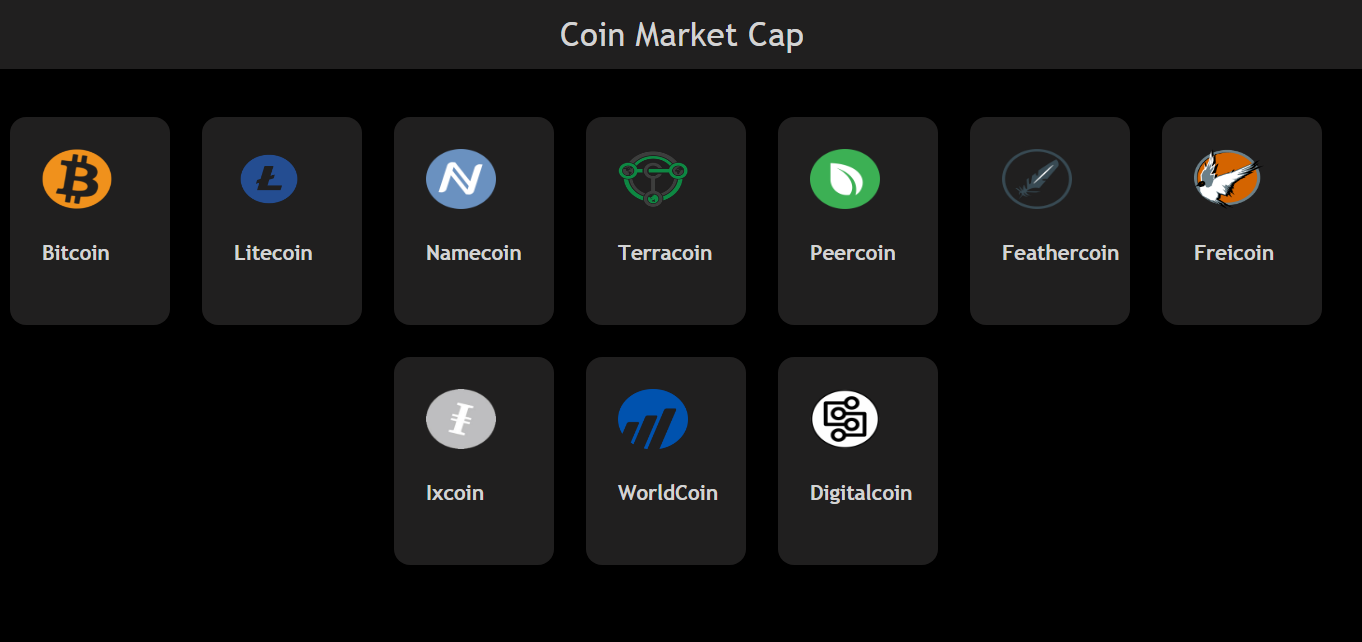 Coin Market Cap
Bitcoin
Litecoin
Namecoin
Terracoin
Peercoin
Feathercoin
Freicoin
Ixcoin
WorldCoin
Digitalcoin